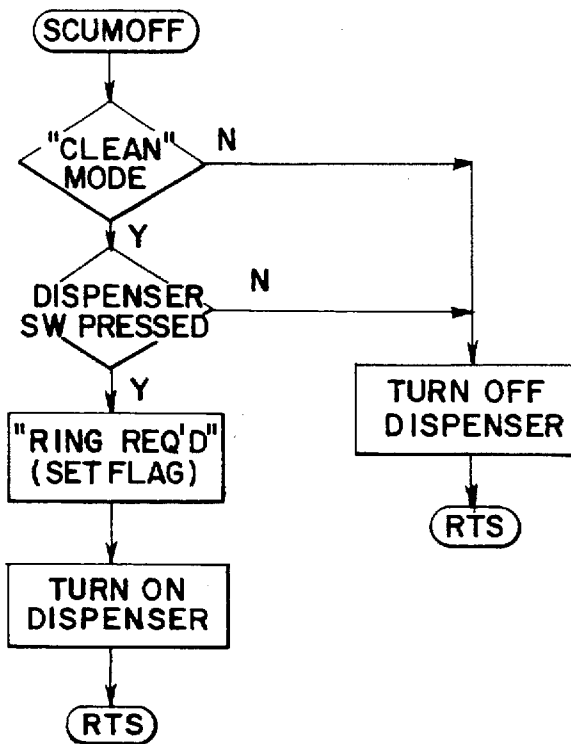 SCUMOFF
"CLEAN"
MODE
N
Y
DISPENSER
SW PRESSED
N
Y
"RING REQ'D"
(SET FLAG)
TURN ON
DISPENSER
RTS
TURN OFF
DISPENSER
RTS